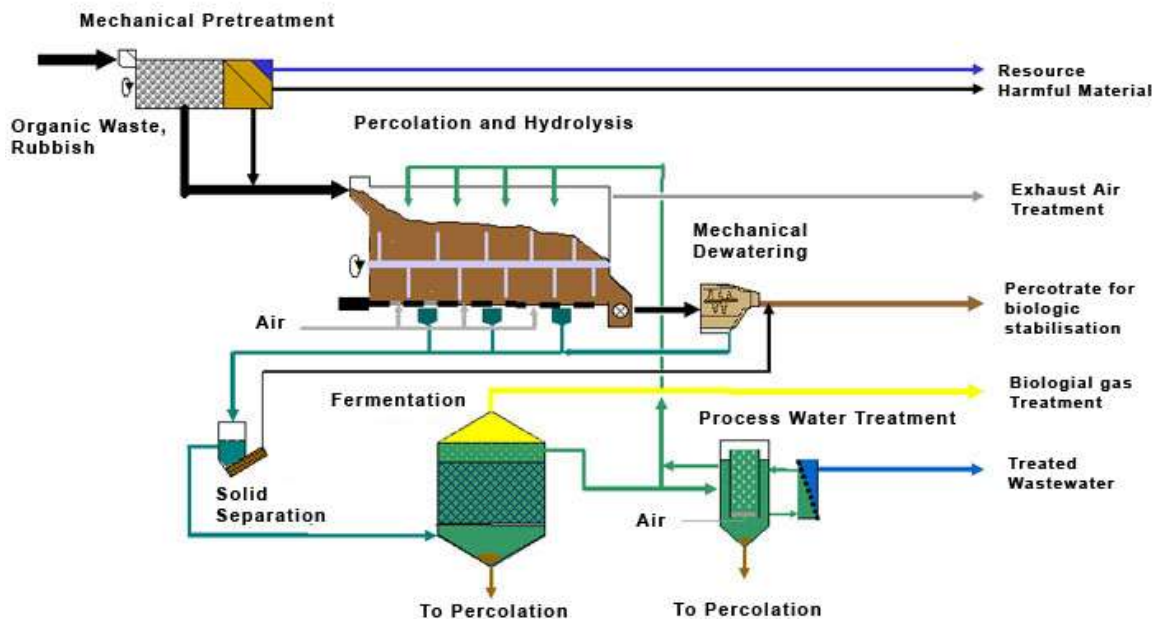 Mechanical Pretreatment
Resource
Harmful Material
Organic Waste,
Rubbish
Percolation and Hydrolysis
Exhaust Air
Treatment
Mechanical
Dewatering
Percotrate for
biologic
stabilisation
Air
Fermentation
Biologial gas
Treatment
Process Water Treatment
Treated
Wastewater
Solid
Separation
Air
To Percolation
To Percolation